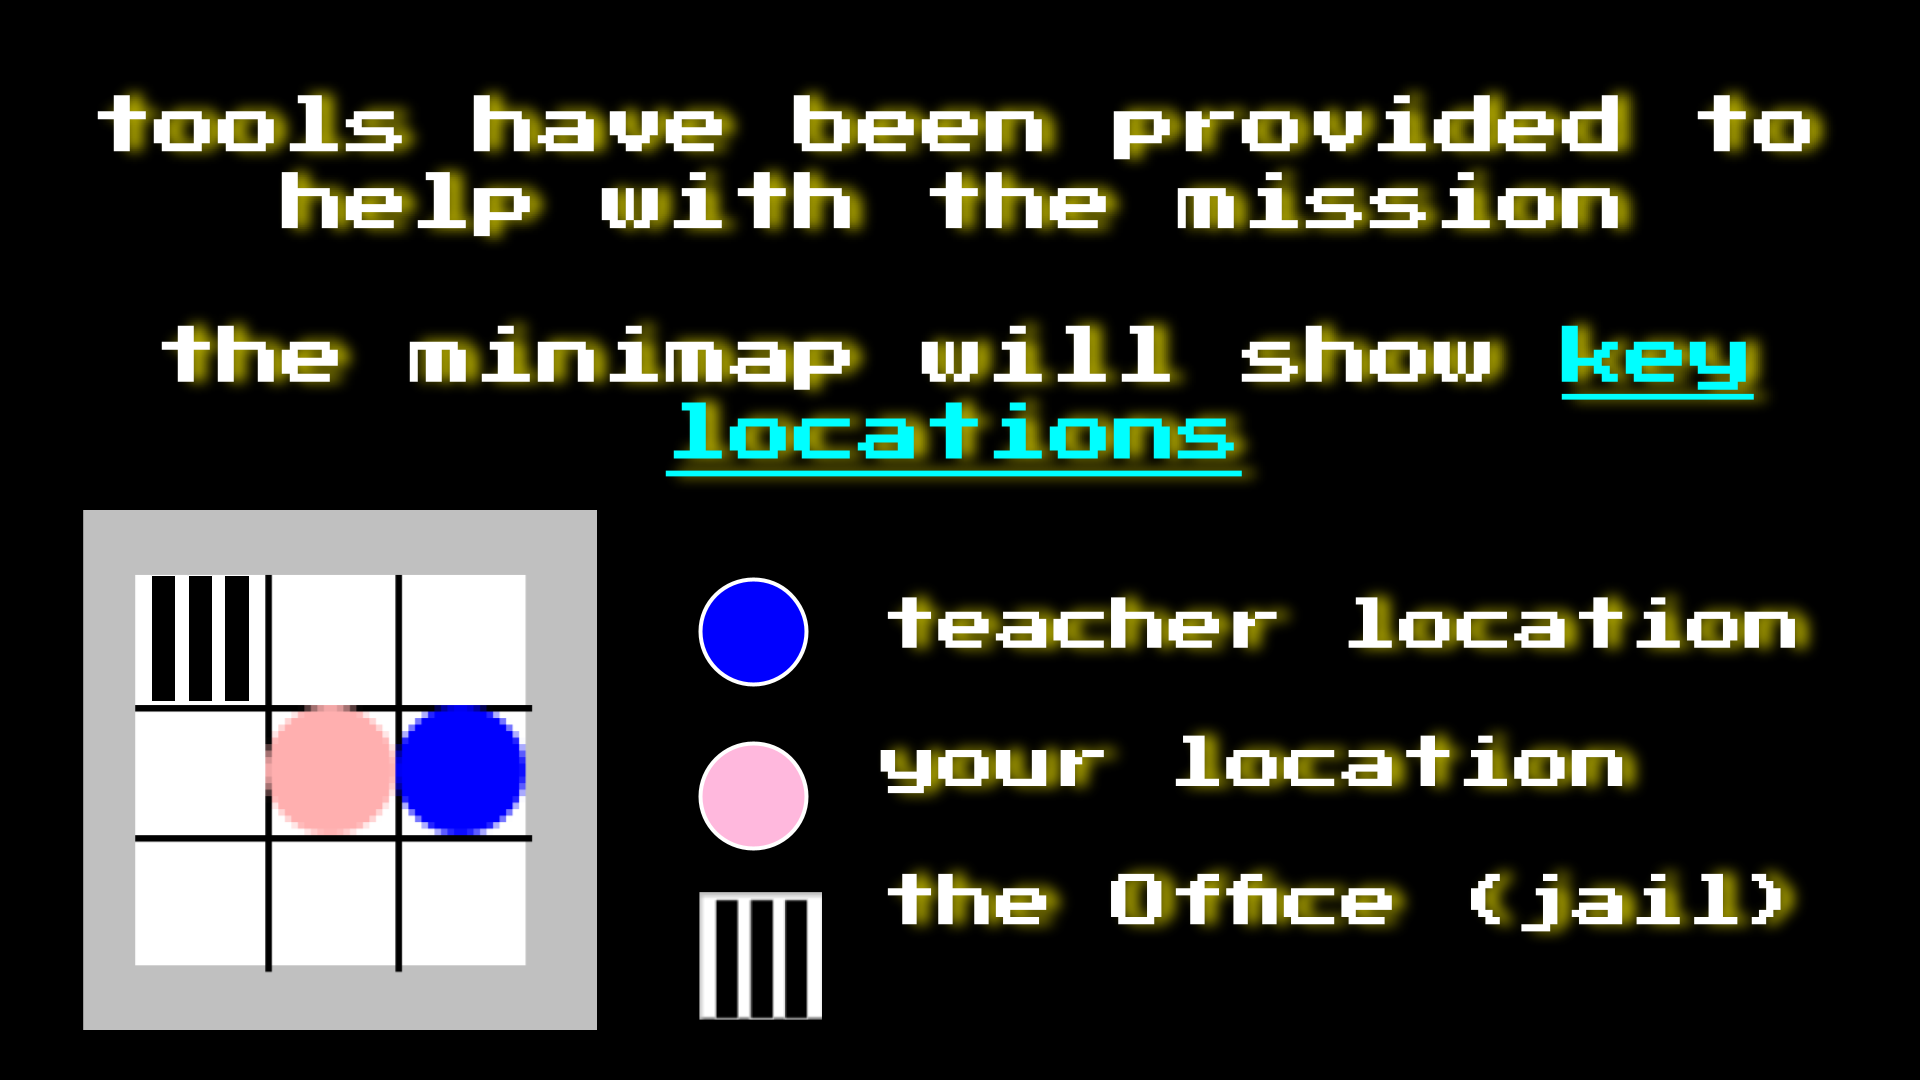 tools have been provided to
help with the mission
the minimap will show key
locations
teacher location
your location
the Office (jail)